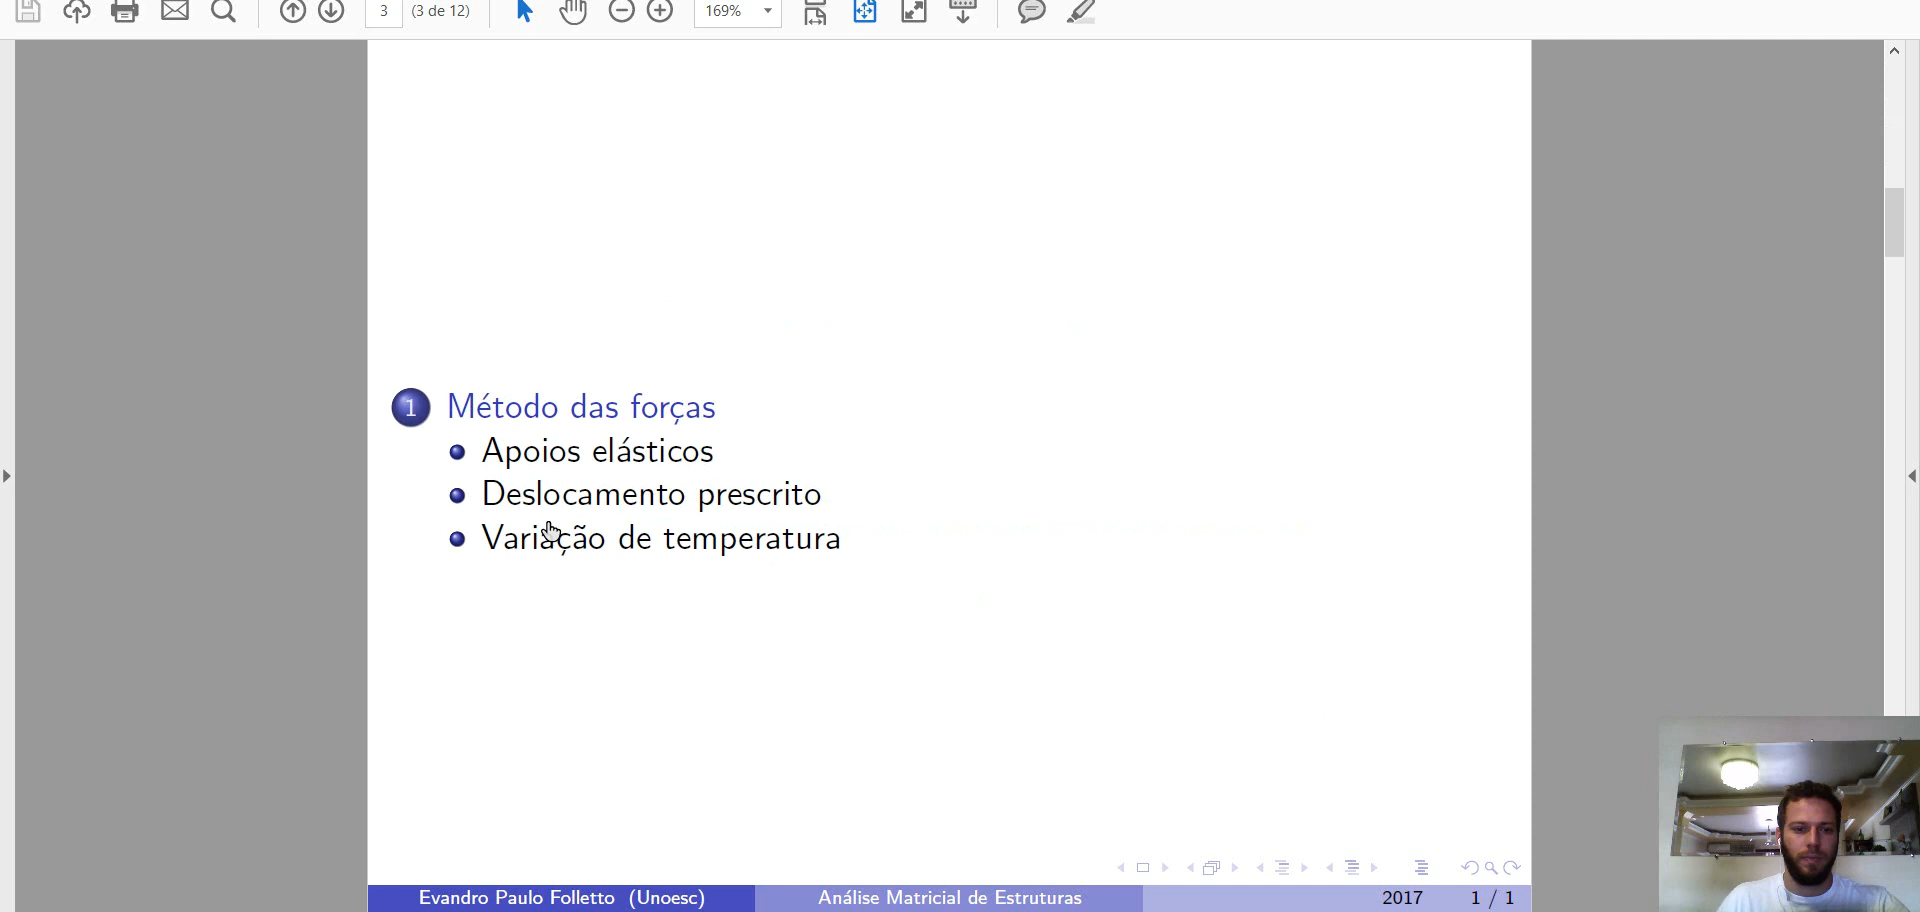 3 (3 de 12) 169%
1 Método das forças
Apoios elásticos
Deslocamento prescrito
Variação de temperatura
Evandro Paulo Folletto (Unoesc) Análise Matricial de Estruturas 2017 1 / 1